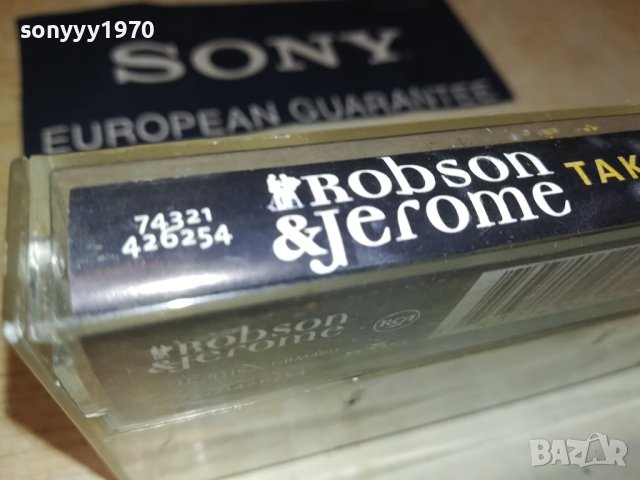 sonyyy1970
SONY
EUROPEAN GUARANTEE
74321
426254
Robson
& Jerome
TAK
Robson
& Jerome
RCA
BAZAR